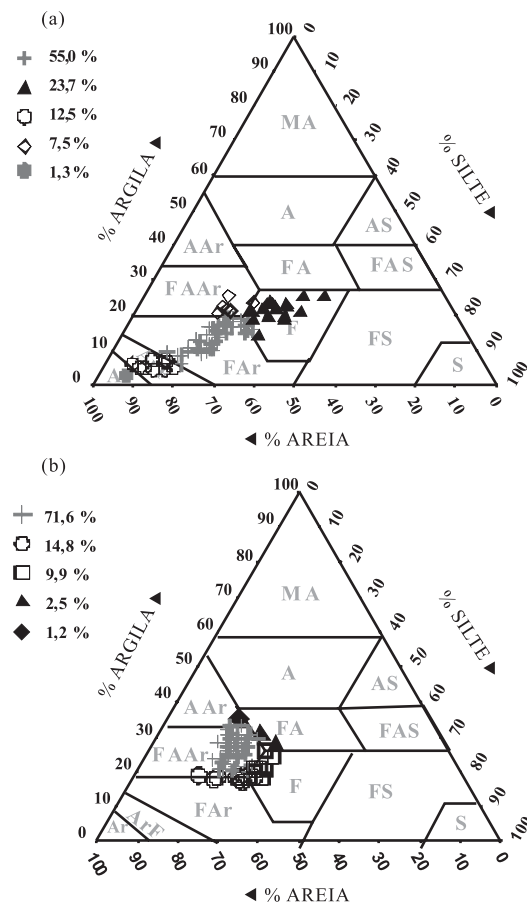 (a)
55,0 %
23,7 %
12,5 %
7,5 %
1,3 %
% ARGILA
% SILTE
% AREIA
0
10
20
30
40
60
80
90
100
0
10
20
30
40
50
60
70
80
90
100
100
90
80
70
60
50
40
30
20
10
0
MA
A
AS
AAr
FA
FAS
FAAr
F
FAr
FS
S
A
(b)
71,6 %
14,8 %
9,9 %
2,5 %
1,2 %
% ARGILA
% SILTE
% AREIA
0
10
20
30
40
50
60
70
80
90
100
0
10
20
30
40
50
60
70
80
90
100
100
90
80
70
60
50
40
30
20
10
0
MA
A
AS
AAr
FA
FAS
FAAr
F
FAr
FS
S
Ar
ArF